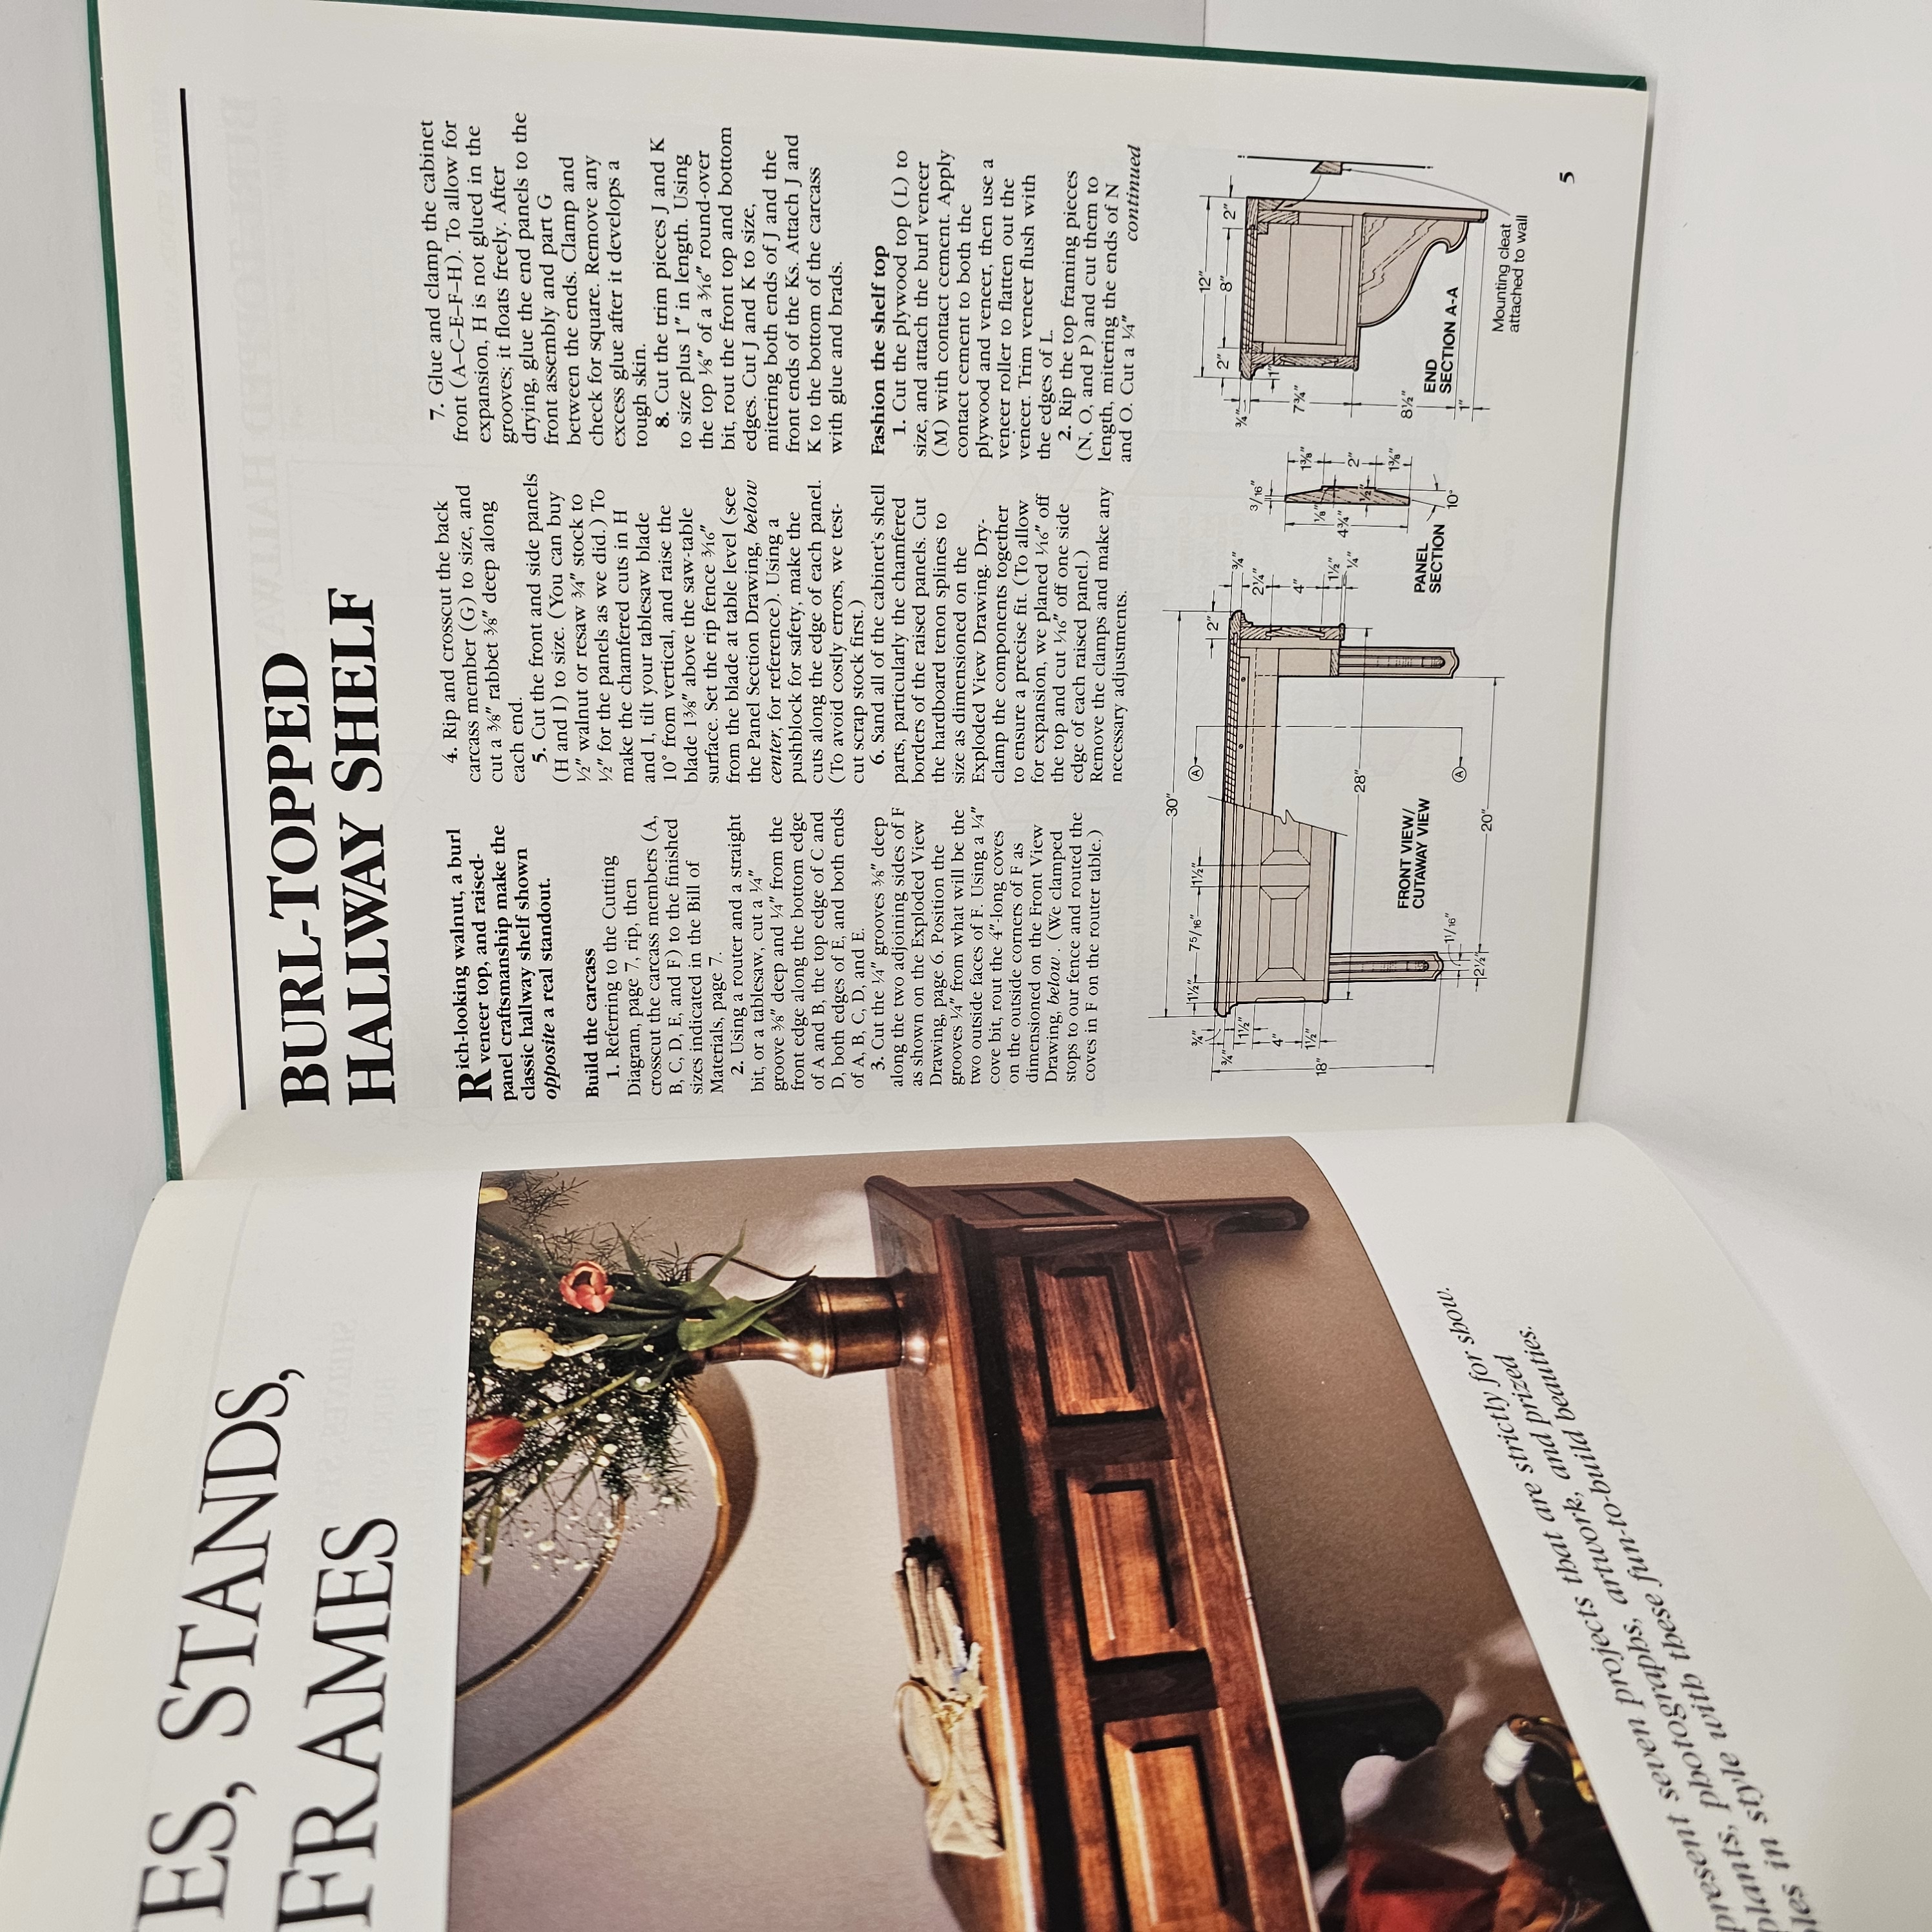 ES, STANDS,
FRAMES
present seven projects that are strictly for show.
plants, photographs, artwork, and prized
in style with these fun-to-build beauties.
BURL-TOPPED
HALLWAY SHELF
Rich-looking walnut, a burl
veneer top, and raised-
panel craftsmanship make the
classic hallway shelf shown
opposite a real standout.
Build the carcass
1. Referring to the Cutting
Diagram, page 7, rip, then
crosscut the carcass members (A,
B, C, D, E, and F) to the finished
sizes indicated in the Bill of
Materials, page 7.
2. Using a router and a straight
bit, or a tablesaw, cut a ¼″
groove ⅜″ deep and ¼″ from the
front edge along the bottom edge
of A and B, the top edge of C and
D, both edges of E, and both ends
of A, B, C, D, and E.
3. Cut the ¼″ grooves ⅜″ deep
along the two adjoining sides of F
as shown on the Exploded View
Drawing, page 6. Position the
grooves ¼″ from what will be the
two outside faces of F. Using a ¼″
cove bit, rout the 4″-long coves
on the outside corners of F as
dimensioned on the Front View
Drawing, below. (We clamped
stops to our fence and routed the
coves in F on the router table.)
4. Rip and crosscut the back
carcass member (G) to size, and
cut a ⅜″ rabbet ⅜″ deep along
each end.
5. Cut the front and side panels
(H and I) to size. (You can buy
½″ walnut or resaw ¾″ stock to
½″ for the panels as we did.) To
make the chamfered cuts in H
and I, tilt your tablesaw blade
10° from vertical, and raise the
blade 1⅜″ above the saw-table
surface. Set the rip fence 3⁄16″
from the blade at table level (see
the Panel Section Drawing, below
center, for reference). Using a
pushblock for safety, make the
cuts along the edge of each panel.
(To avoid costly errors, we test-
cut scrap stock first.)
6. Sand all of the cabinet's shell
parts, particularly the chamfered
borders of the raised panels. Cut
the hardboard tenon splines to
size as dimensioned on the
Exploded View Drawing. Dry-
clamp the components together
to ensure a precise fit. (To allow
for expansion, we planed 1⁄16″ off
the top and cut 1⁄16″ off one side
edge of each raised panel.)
Remove the clamps and make any
necessary adjustments.
7. Glue and clamp the cabinet
front (A–C–E–F–H). To allow for
expansion, H is not glued in the
grooves; it floats freely. After
drying, glue the end panels to the
front assembly and part G
between the ends. Clamp and
check for square. Remove any
excess glue after it develops a
tough skin.
8. Cut the trim pieces J and K
to size plus 1″ in length. Using
the top ⅛″ of a 3⁄16″ round-over
bit, rout the front top and bottom
edges. Cut J and K to size,
mitering both ends of J and the
front ends of the Ks. Attach J and
K to the bottom of the carcass
with glue and brads.
Fashion the shelf top
1. Cut the plywood top (L) to
size, and attach the burl veneer
(M) with contact cement. Apply
contact cement to both the
plywood and veneer, then use a
veneer roller to flatten out the
veneer. Trim veneer flush with
the edges of L.
2. Rip the top framing pieces
(N, O, and P) and cut them to
length, mitering the ends of N
and O. Cut a ¼″ continued
30″
¾″ 1½″ 7 5/16″ 1½″ A 2″
¾″
1½″
4″
1½″
18″
¾″
2¼″
4″
1½″
¼″
28″
FRONT VIEW/
CUTAWAY VIEW
1 1/16″
2½″
20″
A
3/16″
1⅜″
⅛″
4¾″
½″
2″
1⅜″
PANEL
SECTION
10°
12″
2″ 8″ 2″
¾″
1″
7¾″
8½″
1″
END
SECTION A-A
Mounting cleat
attached to wall
5